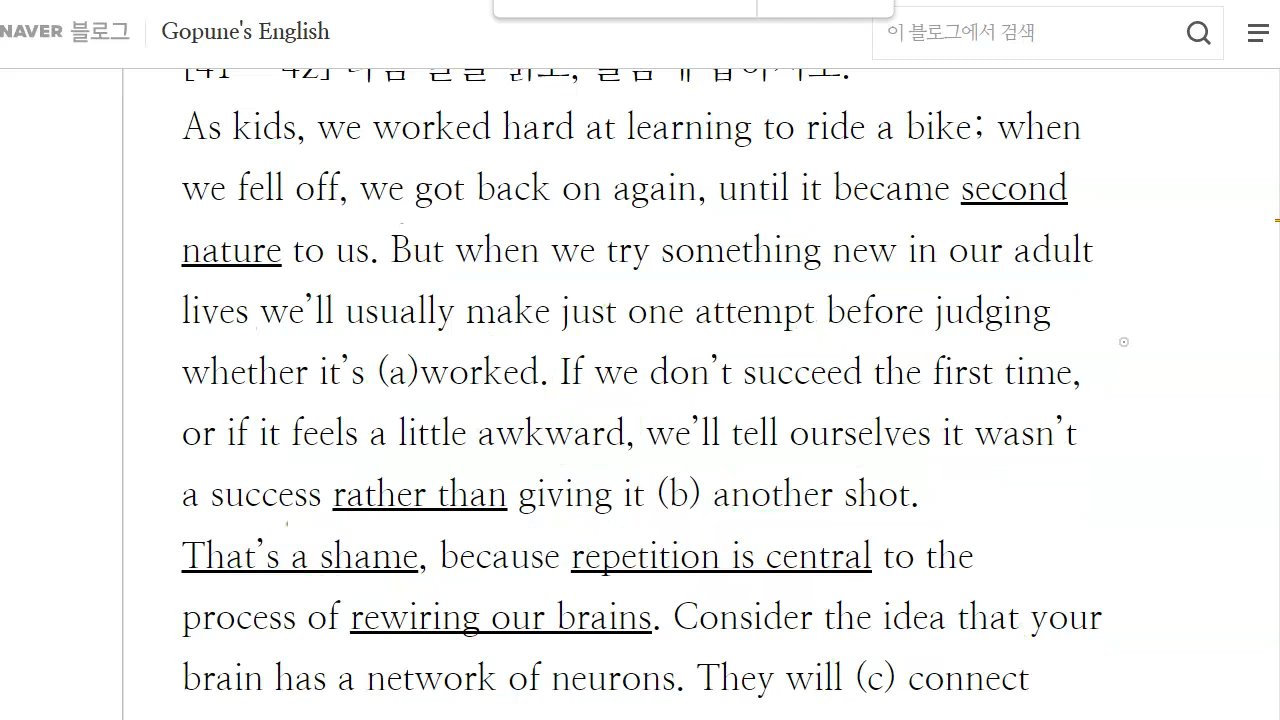 NAVER 블로그 Gopune's English 이 블로그에서 검색
As kids, we worked hard at learning to ride a bike; when
we fell off, we got back on again, until it became second
nature to us. But when we try something new in our adult
lives we’ll usually make just one attempt before judging
whether it’s (a)worked. If we don’t succeed the first time,
or if it feels a little awkward, we’ll tell ourselves it wasn’t
a success rather than giving it (b) another shot.
That’s a shame, because repetition is central to the
process of rewiring our brains. Consider the idea that your
brain has a network of neurons. They will (c) connect